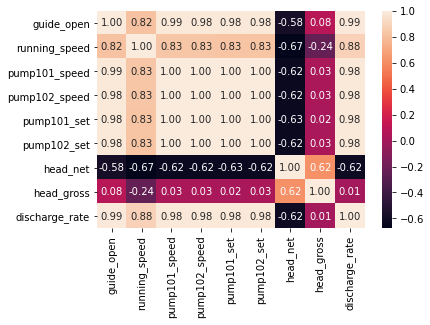 guide_open 1.00 0.82 0.99 0.98 0.98 0.98 -0.58 0.08 0.99
running_speed 0.82 1.00 0.83 0.83 0.83 0.83 -0.67 -0.24 0.88
pump101_speed 0.99 0.83 1.00 1.00 1.00 1.00 -0.62 0.03 0.98
pump102_speed 0.98 0.83 1.00 1.00 1.00 1.00 -0.62 0.03 0.98
pump101_set 0.98 0.83 1.00 1.00 1.00 1.00 -0.63 0.02 0.98
pump102_set 0.98 0.83 1.00 1.00 1.00 1.00 -0.62 0.03 0.98
head_net -0.58 -0.67 -0.62 -0.62 -0.63 -0.62 1.00 0.62 -0.62
head_gross 0.08 -0.24 0.03 0.03 0.02 0.03 0.62 1.00 0.01
discharge_rate 0.99 0.88 0.98 0.98 0.98 0.98 -0.62 0.01 1.00
guide_open
running_speed
pump101_speed
pump102_speed
pump101_set
pump102_set
head_net
head_gross
discharge_rate
1.0
0.8
0.6
0.4
0.2
0.0
−0.2
−0.4
−0.6